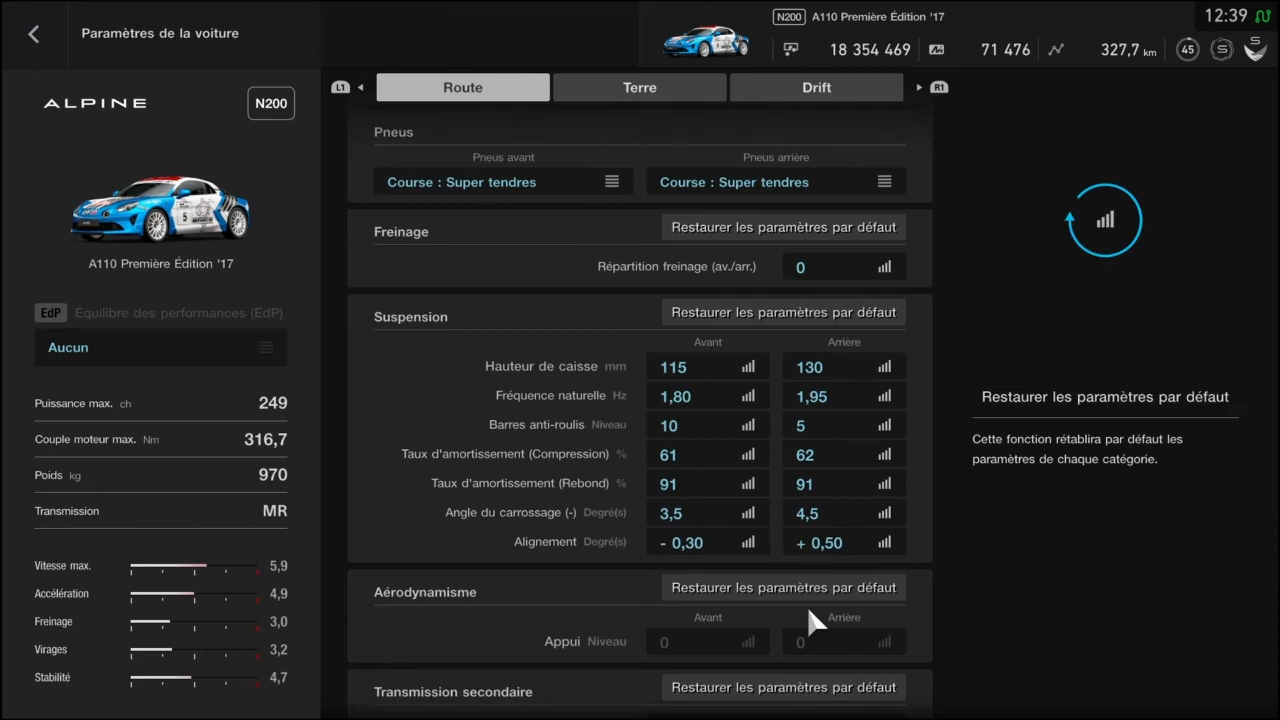 Paramètres de la voiture
N200 A110 Première Édition '17
12:39
18 354 469 71 476 327,7 km 45 S S
ALPINE N200
5
A110 Première Édition '17
EdP Équilibre des performances (EdP)
Aucun
Puissance max. ch 249
Couple moteur max. Nm 316,7
Poids kg 970
Transmission MR
Vitesse max. 5,9
Accélération 4,9
Freinage 3,0
Virages 3,2
Stabilité 4,7
L1 Route Terre Drift R1
Pneus
Pneus avant Pneus arrière
Course : Super tendres Course : Super tendres
Freinage Restaurer les paramètres par défaut
Répartition freinage (av./arr.) 0
Suspension Restaurer les paramètres par défaut
Avant Arrière
Hauteur de caisse mm 115 130
Fréquence naturelle Hz 1,80 1,95
Barres anti-roulis Niveau 10 5
Taux d'amortissement (Compression) % 61 62
Taux d'amortissement (Rebond) % 91 91
Angle du carrossage (-) Degré(s) 3,5 4,5
Alignement Degré(s) - 0,30 + 0,50
Aérodynamisme Restaurer les paramètres par défaut
Avant Arrière
Appui Niveau 0 0
Transmission secondaire Restaurer les paramètres par défaut
Restaurer les paramètres par défaut
Cette fonction rétablira par défaut les
paramètres de chaque catégorie.